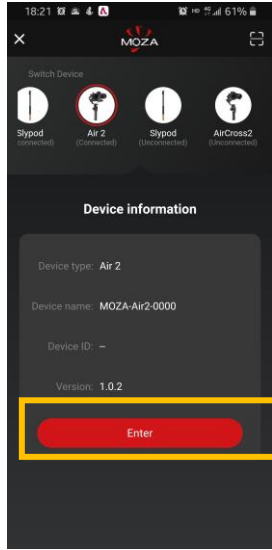 18:21 61%
MOZA
Switch Device
Slypod Air 2 Slypod AirCross2
connected) (Connected) (Unconnected) (Unconnected)
Device information
Device type: Air 2
Device name: MOZA-Air2-0000
Device ID: –
Version: 1.0.2
Enter